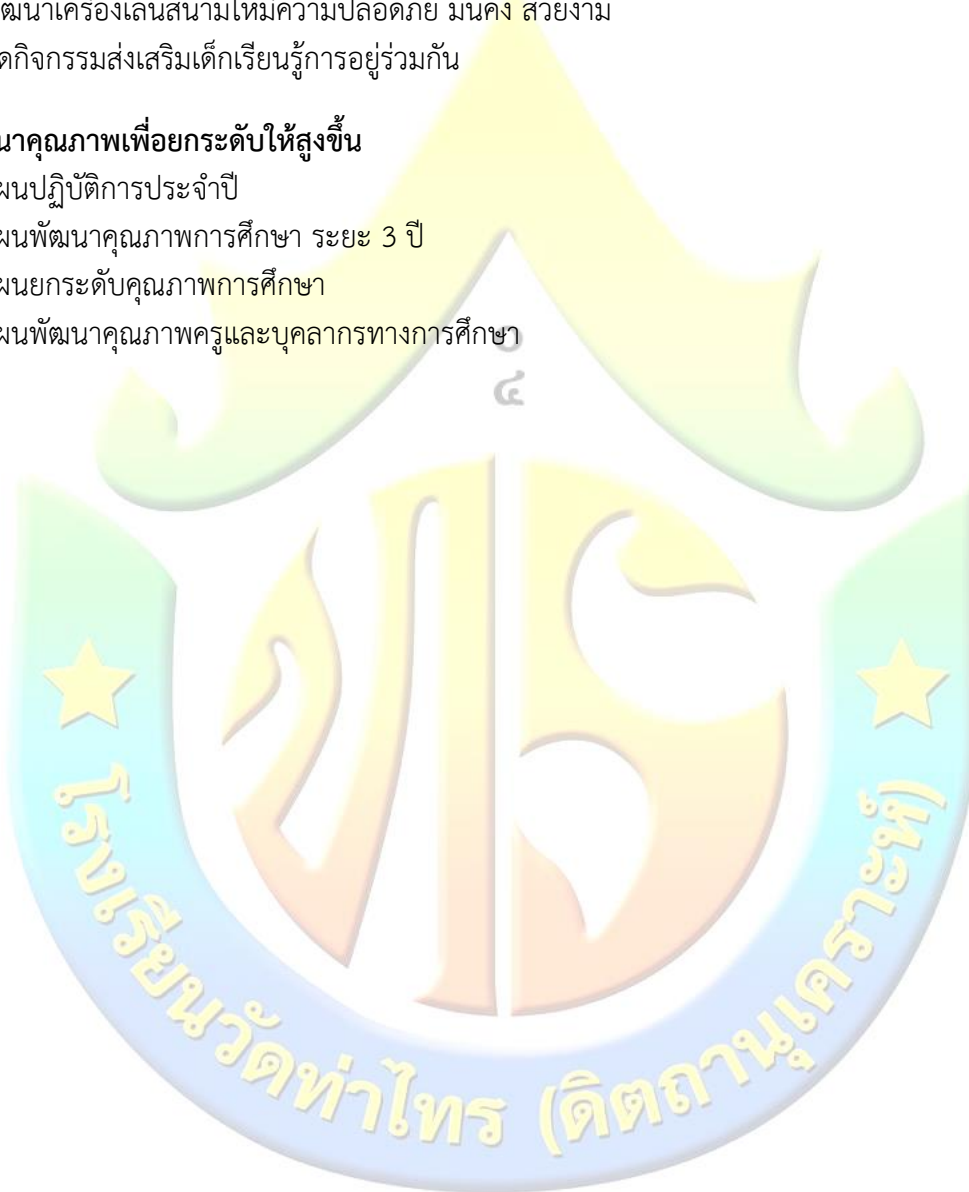 ฒนาเครื่องเล่นสนามให้มีความปลอดภัย มั่นคง สวยงาม
ดกิจกรรมส่งเสริมเด็กเรียนรู้การอยู่ร่วมกัน
นาคุณภาพเพื่อยกระดับให้สูงขึ้น
ผนปฏิบัติการประจำปี
ผนพัฒนาคุณภาพการศึกษา ระยะ 3 ปี
ผนยกระดับคุณภาพการศึกษา
ผนพัฒนาคุณภาพครูและบุคลากรทางการศึกษา
๔
ทร
โรงเรียนวัดท่าไทร (ดิตถานุเคราะห์)